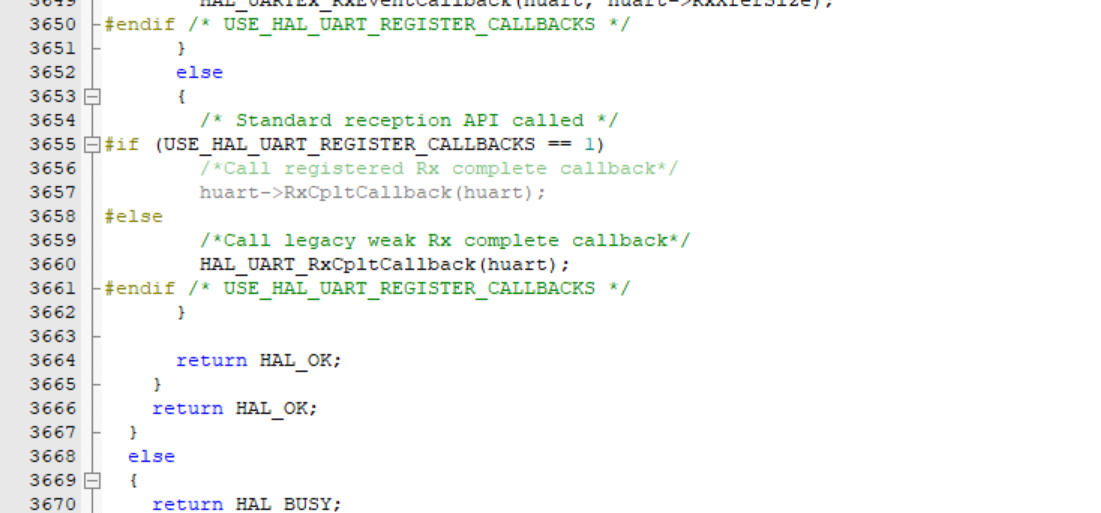 3649 HAL_UARTEx_RxEventCallback(huart, huart->RxXferSize);
3650 #endif /* USE_HAL_UART_REGISTER_CALLBACKS */
3651 }
3652 else
3653 {
3654 /* Standard reception API called */
3655 #if (USE_HAL_UART_REGISTER_CALLBACKS == 1)
3656 /*Call registered Rx complete callback*/
3657 huart->RxCpltCallback(huart);
3658 #else
3659 /*Call legacy weak Rx complete callback*/
3660 HAL_UART_RxCpltCallback(huart);
3661 #endif /* USE_HAL_UART_REGISTER_CALLBACKS */
3662 }
3663
3664 return HAL_OK;
3665 }
3666 return HAL_OK;
3667 }
3668 else
3669 {
3670 return HAL_BUSY;